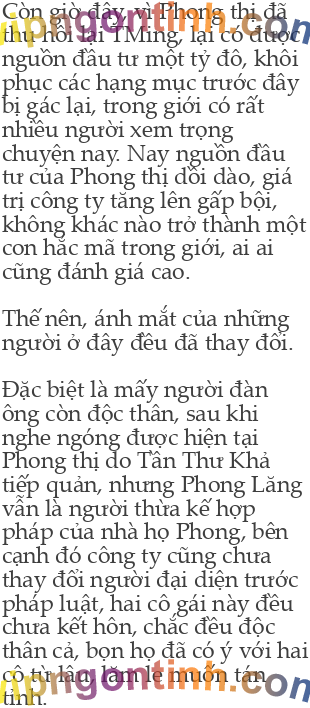 Còn giờ đây, vì Phong thị đã
thu hồi lại TMing, lại có được
nguồn đầu tư một tỷ đô, khôi
phục các hạng mục trước đây
bị gác lại, trong giới có rất
nhiều người xem trọng
chuyện nay. Nay nguồn đầu
tư của Phong thị dồi dào, giá
trị công ty tăng lên gấp bội,
không khác nào trở thành một
con hắc mã trong giới, ai ai
cũng đánh giá cao.
Thế nên, ánh mắt của những
người ở đây đều đã thay đổi.
Đặc biệt là mấy người đàn
ông còn độc thân, sau khi
nghe ngóng được hiện tại
Phong thị do Tần Thư Khả
tiếp quản, nhưng Phong Lăng
vẫn là người thừa kế hợp
pháp của nhà họ Phong, bên
cạnh đó công ty cũng chưa
thay đổi người đại diện trước
pháp luật, hai cô gái này đều
chưa kết hôn, chắc đều độc
thân cả, bọn họ đã có ý với hai
cô từ lâu, lăm le muốn tán
tỉnh.
vipngontinh.com
vipngontinh.com